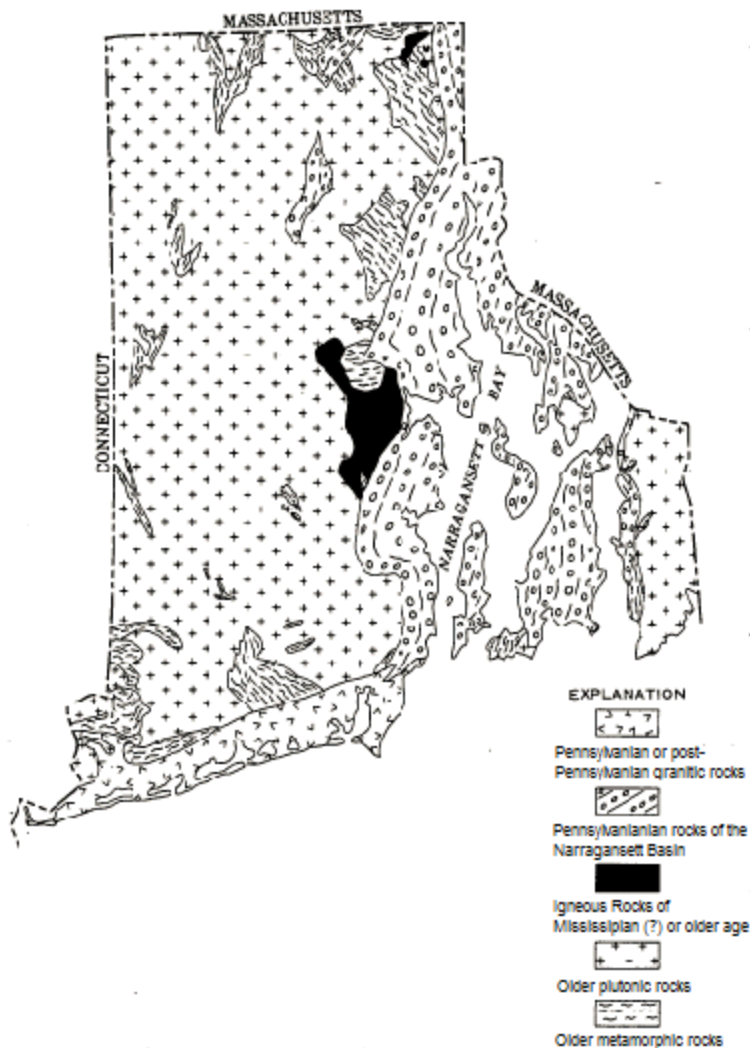 MASSACHUSETTS
MASSACHUSETTS
CONNECTICUT
NARRAGANSETT BAY
EXPLANATION
Pennsylvanian or post-
Pennsylvanian granitic rocks
Pennsylvanianian rocks of the
Narragansett Basin
Igneous Rocks of
Mississipian (?) or older age
Older plutonic rocks
Older metamorphic rocks